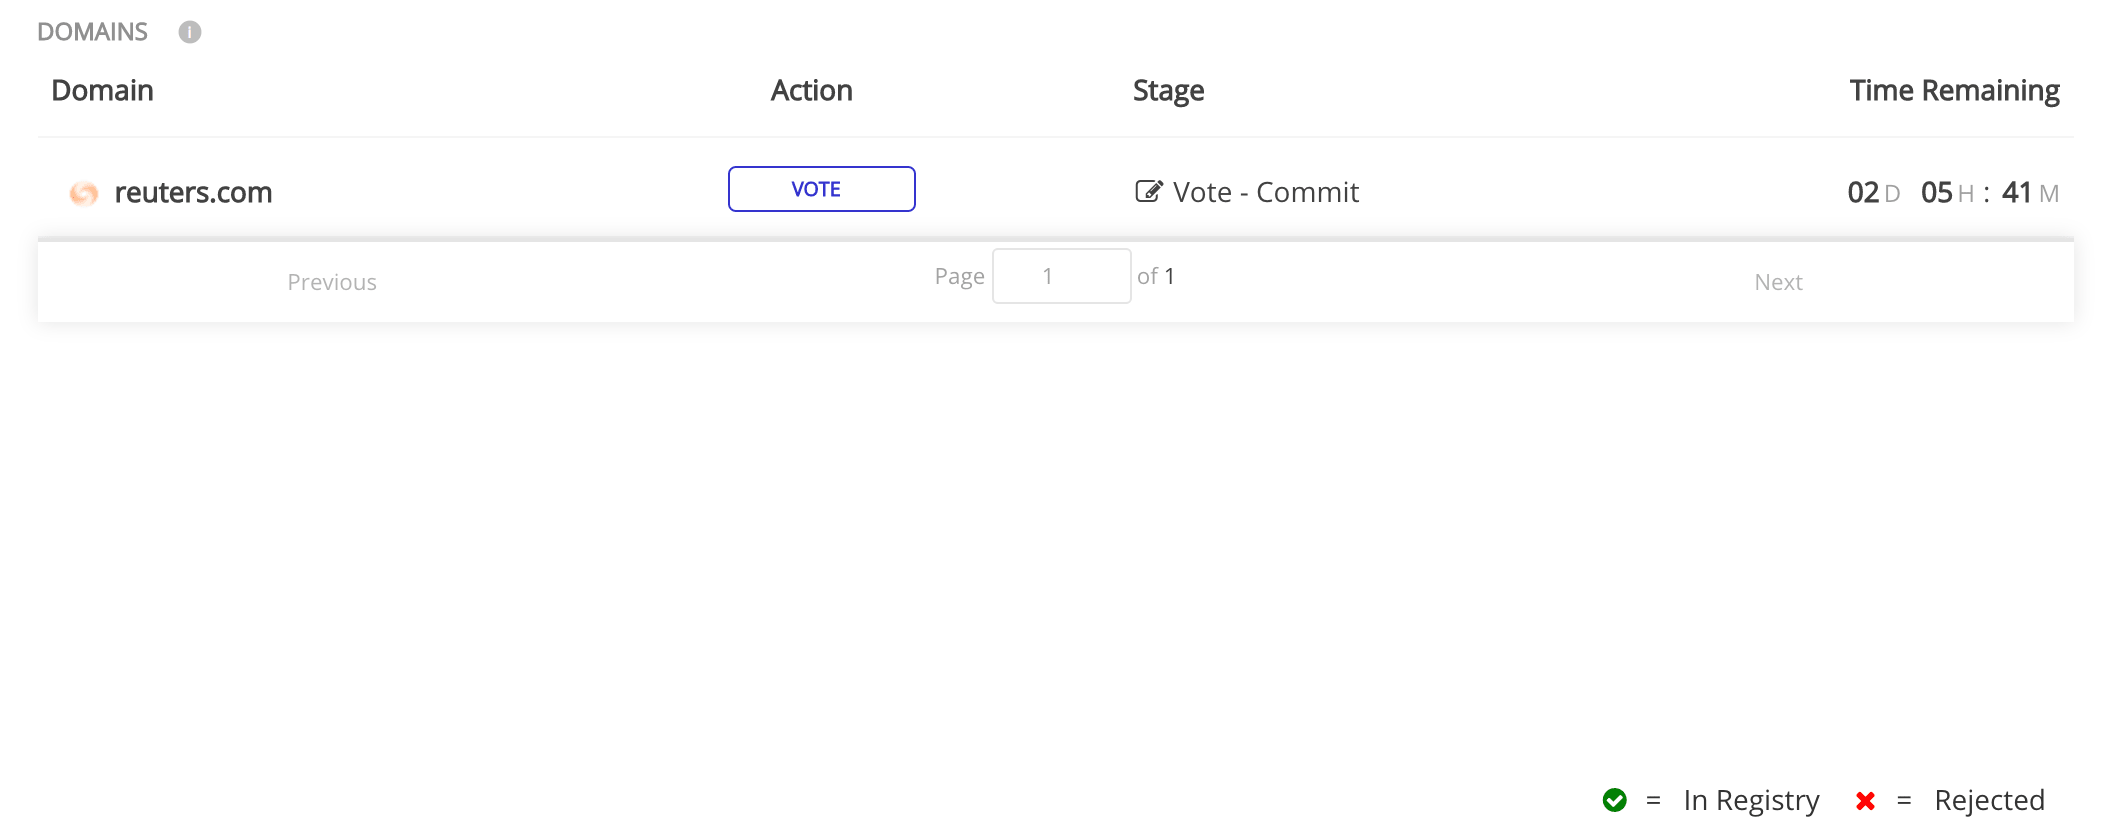 DOMAINS i
Domain Action Stage Time Remaining
reuters.com VOTE Vote - Commit 02 D 05 H : 41 M
Previous Page 1 of 1 Next
= In Registry = Rejected